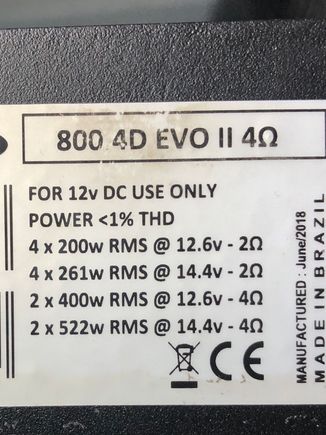 800 4D EVO II 4Ω
FOR 12v DC USE ONLY
POWER <1% THD
4 x 200w RMS @ 12.6v - 2Ω
4 x 261w RMS @ 14.4v - 2Ω
2 x 400w RMS @ 12.6v - 4Ω
2 x 522w RMS @ 14.4v - 4Ω
CE
MANUFACTURED : June/2018
MADE IN BRAZIL